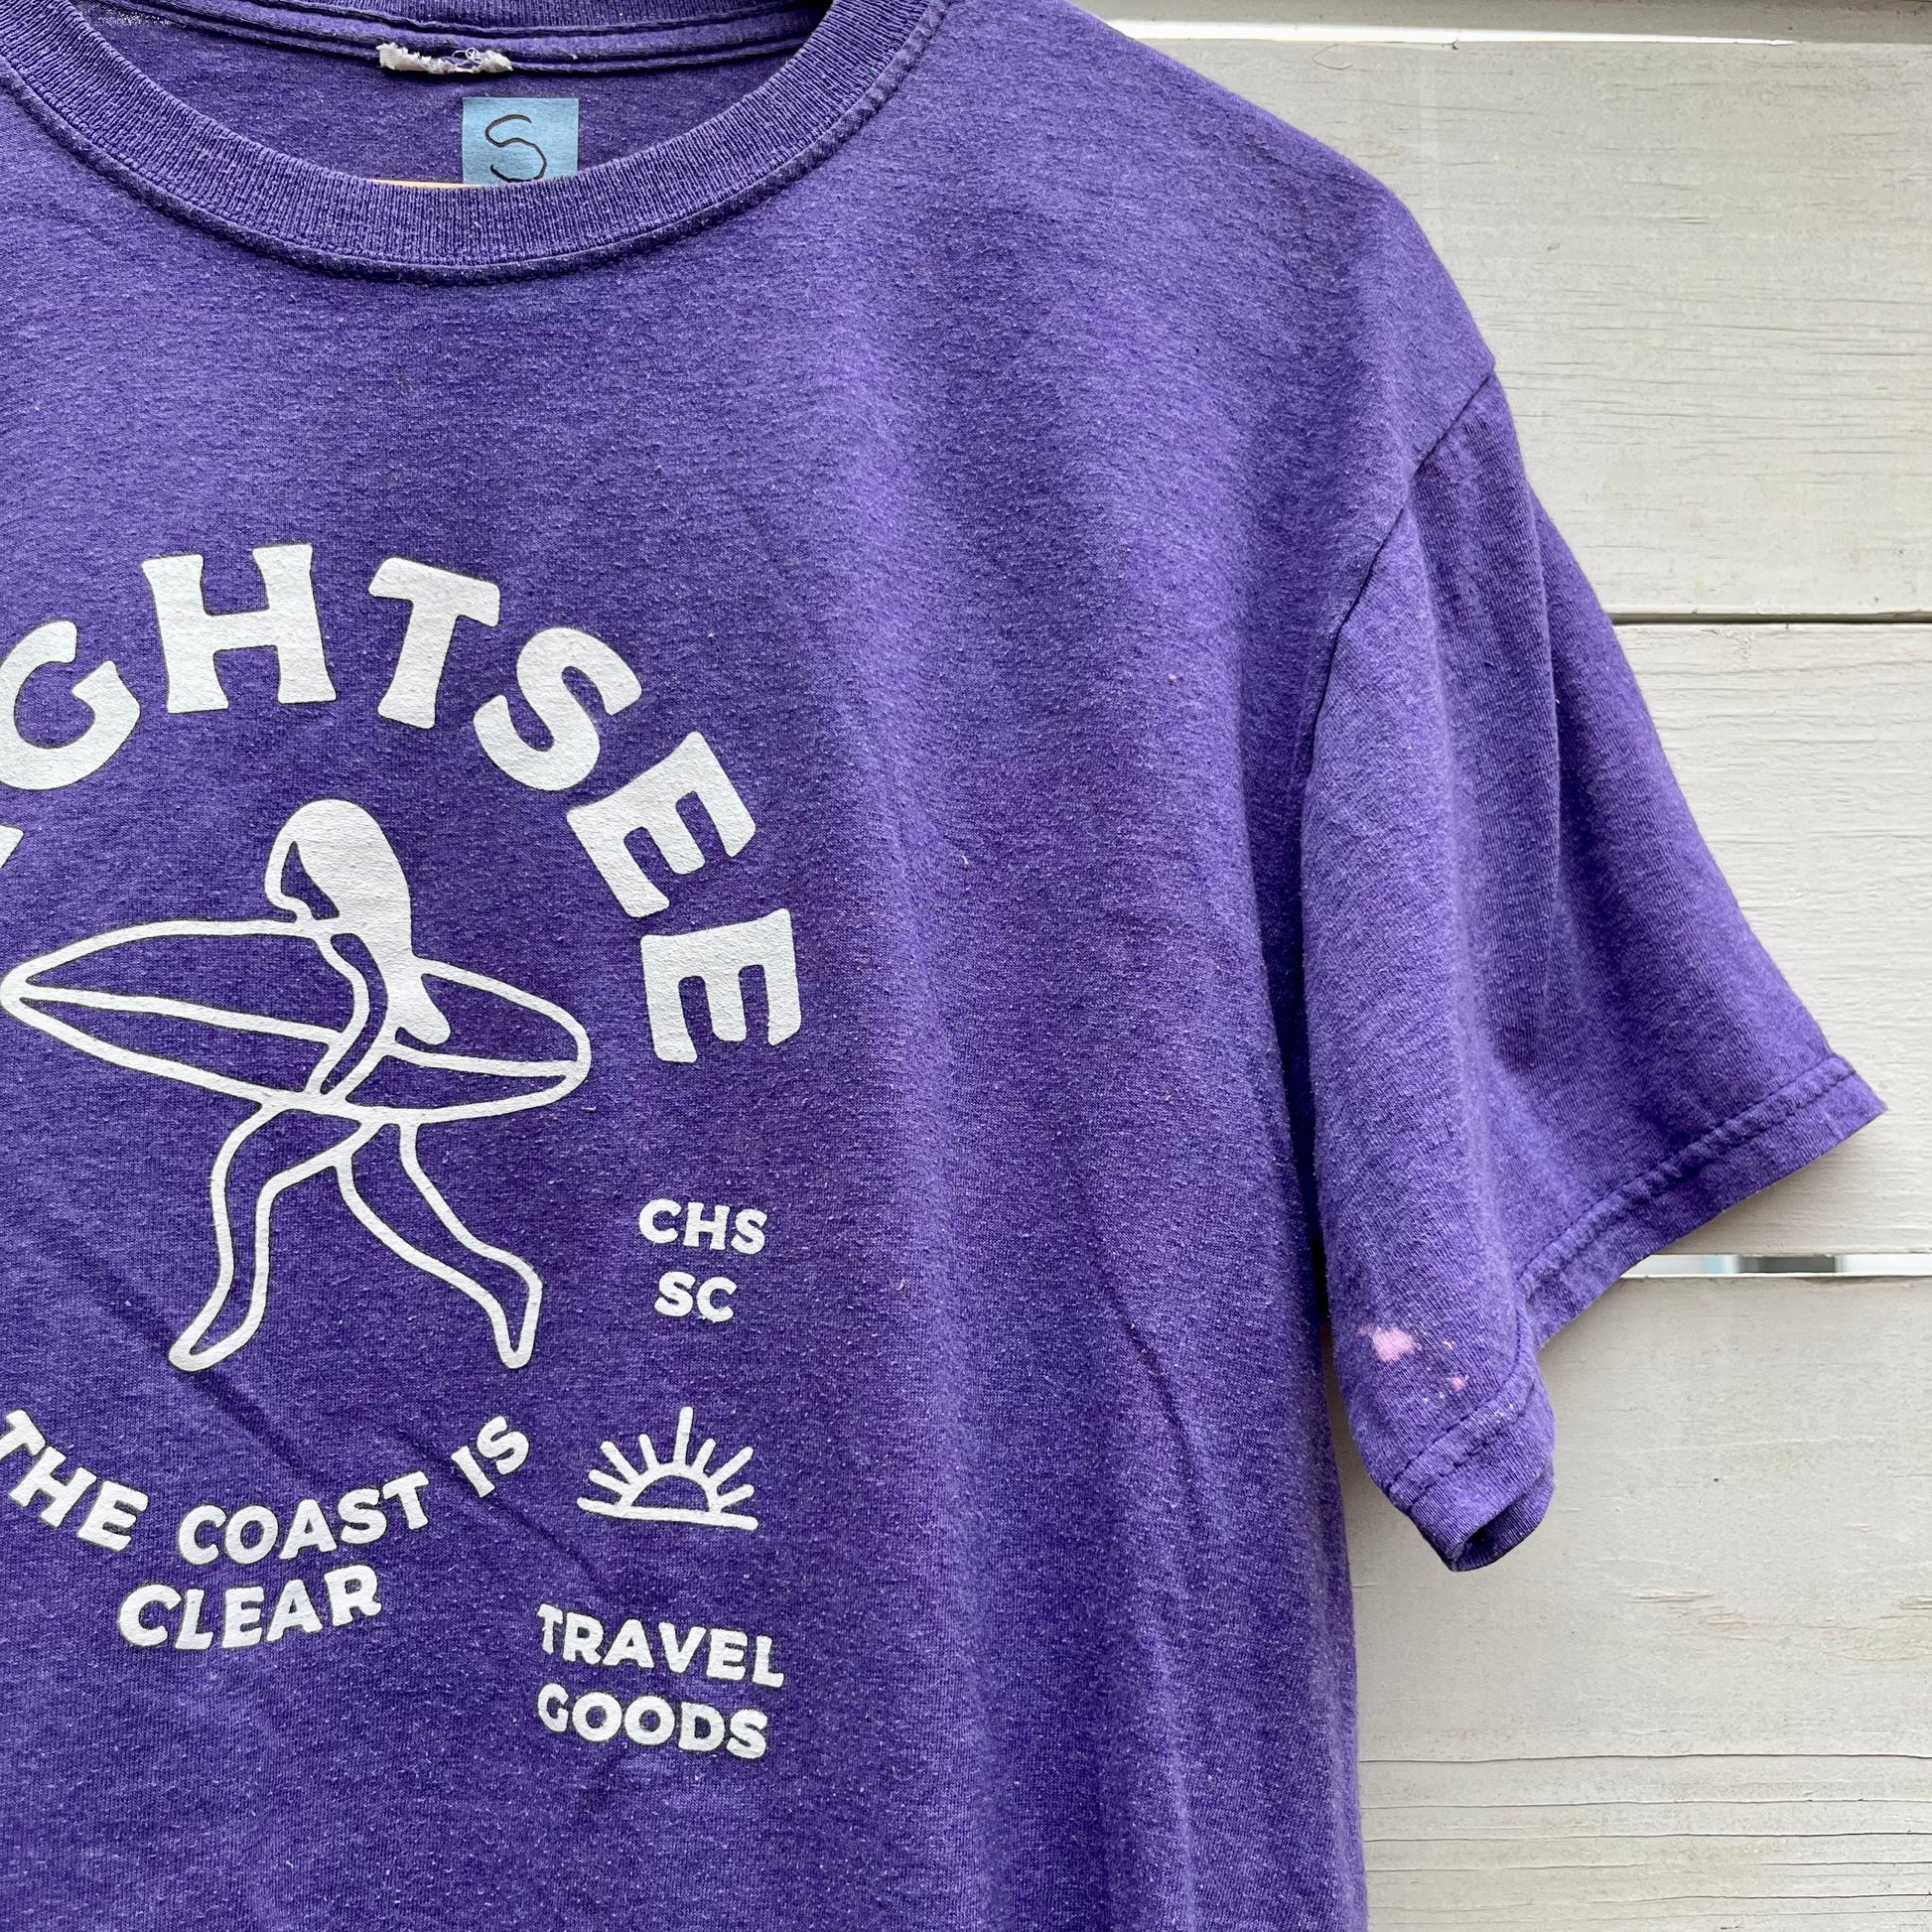 S
GHTSEE
CHS
SC
THE COAST IS
CLEAR
TRAVEL
GOODS